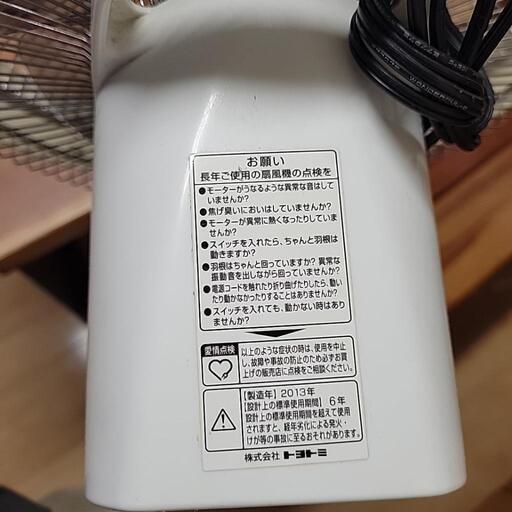 お願い
長年ご使用の扇風機の点検を
●モーターがうなるような異常な音はして
いませんか?
●焦げ臭いにおいはしていませんか?
●モーターが異常に熱くなったりしていま
せんか?
●スイッチを入れたら、ちゃんと羽根は
動きますか?
●羽根はちゃんと回っていますか? 異常な
振動音を出しながら回っていませんか?
●電源コードを触れたり折り曲げたりしたら、動い
たり動かなかったりすることはありませんか?
●スイッチを入れても、動かない時はあり
ませんか?
愛情点検
以上のような症状の時は、使用を中止
し、故障や事故の防止のため必ずお買
上げの販売店に点検をご相談ください。
【製造年】2013年
【設計上の標準使用期間】6年
設計上の標準使用期間を超えて使用
されますと、経年劣化による発火・
けが等の事故に至るおそれがあります。
株式会社 トヨトミ